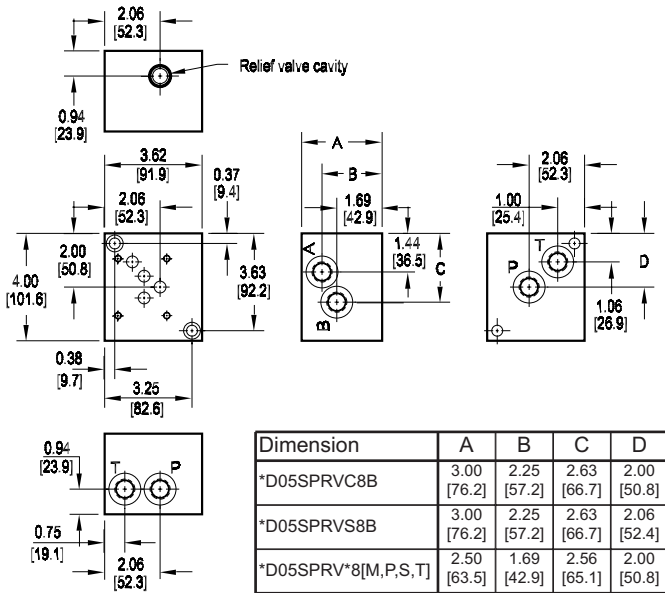 2.06
[52.3]
Relief valve cavity
0.94
[23.9]
3.62
[91.9]
0.37
[9.4]
2.06
[52.3]
2.00
[50.8]
4.00
[101.6]
3.63
[92.2]
0.38
[9.7]
3.25
[82.6]
A
B
1.69
[42.9]
1.44
[36.5]
C
A
B
2.06
[52.3]
1.00
[25.4]
T
P
D
1.06
[26.9]
0.94
[23.9]
T P
0.75
[19.1]
2.06
[52.3]
Dimension A B C D
*D05SPRVC8B 3.00 [76.2] 2.25 [57.2] 2.63 [66.7] 2.00 [50.8]
*D05SPRVS8B 3.00 [76.2] 2.25 [57.2] 2.63 [66.7] 2.06 [52.4]
*D05SPRV*8[M,P,S,T] 2.50 [63.5] 1.69 [42.9] 2.56 [65.1] 2.00 [50.8]